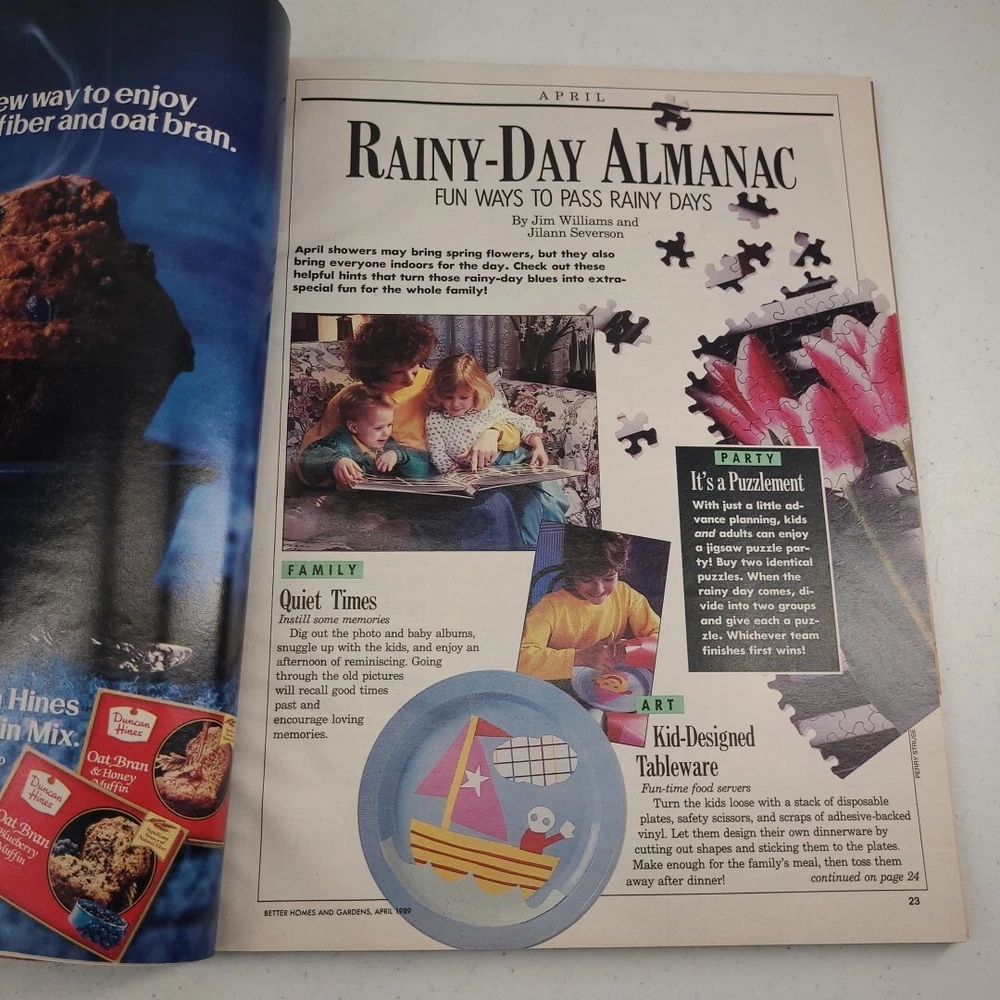 ew way to enjoy
fiber and oat bran.
Hines
in Mix.
Duncan
Hines
Oat Bran
& Honey
Muffin
Duncan
Hines
Oat Bran
Blueberry
Muffin
APRIL
RAINY-DAY ALMANAC
FUN WAYS TO PASS RAINY DAYS
By Jim Williams and
Jilann Severson
April showers may bring spring flowers, but they also
bring everyone indoors for the day. Check out these
helpful hints that turn those rainy-day blues into extra-
special fun for the whole family!
FAMILY
Quiet Times
Instill some memories
Dig out the photo and baby albums,
snuggle up with the kids, and enjoy an
afternoon of reminiscing. Going
through the old pictures
will recall good times
past and
encourage loving
memories.
PARTY
It's a Puzzlement
With just a little ad-
vance planning, kids
and adults can enjoy
a jigsaw puzzle par-
ty! Buy two identical
puzzles. When the
rainy day comes, di-
vide into two groups
and give each a puz-
zle. Whichever team
finishes first wins!
ART
Kid-Designed
Tableware
Fun-time food servers
Turn the kids loose with a stack of disposable
plates, safety scissors, and scraps of adhesive-backed
vinyl. Let them design their own dinnerware by
cutting out shapes and sticking them to the plates.
Make enough for the family's meal, then toss them
away after dinner!
continued on page 24
PERRY STRUSE
BETTER HOMES AND GARDENS, APRIL 1989
23